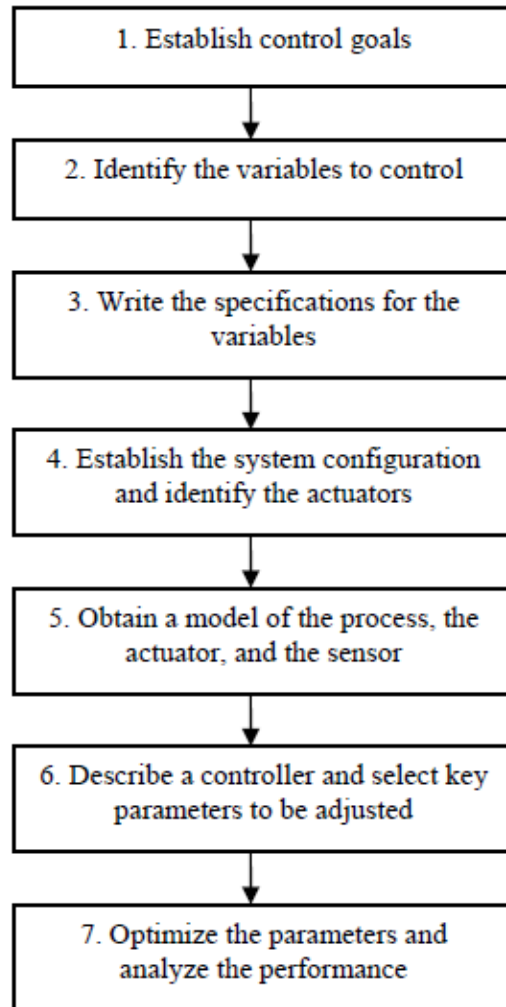 1. Establish control goals
2. Identify the variables to control
3. Write the specifications for the
variables
4. Establish the system configuration
and identify the actuators
5. Obtain a model of the process, the
actuator, and the sensor
6. Describe a controller and select key
parameters to be adjusted
7. Optimize the parameters and
analyze the performance